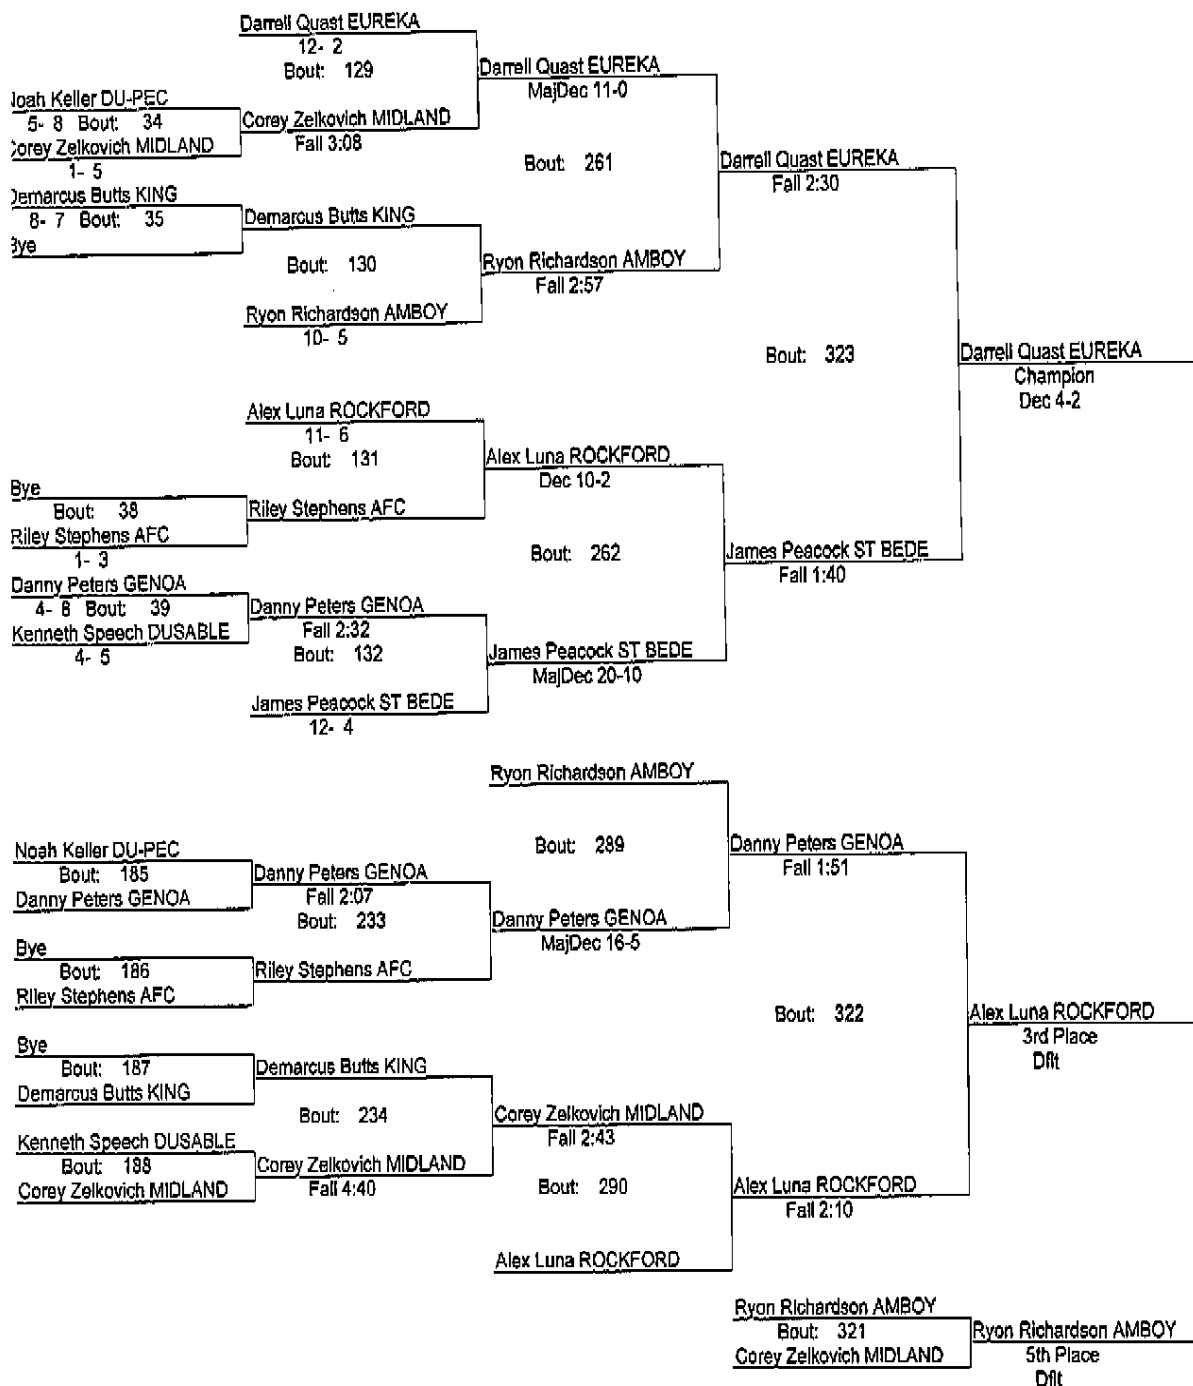 Darrell Quast EUREKA
12- 2
Bout: 129
Darrell Quast EUREKA
MajDec 11-0
Noah Keller DU-PEC
5- 8 Bout: 34
Corey Zelkovich MIDLAND
1- 5
Corey Zelkovich MIDLAND
Fall 3:08
Bout: 261
Darrell Quast EUREKA
Fall 2:30
Demarcus Butts KING
8- 7 Bout: 35
Bye
Demarcus Butts KING
Bout: 130
Ryon Richardson AMBOY
Fall 2:57
Ryon Richardson AMBOY
10- 5
Bout: 323
Darrell Quast EUREKA
Champion
Dec 4-2
Alex Luna ROCKFORD
11- 6
Bout: 131
Alex Luna ROCKFORD
Dec 10-2
Bye
Bout: 38
Riley Stephens AFC
1- 3
Riley Stephens AFC
Bout: 262
James Peacock ST BEDE
Fall 1:40
Danny Peters GENOA
4- 8 Bout: 39
Kenneth Speech DUSABLE
4- 5
Danny Peters GENOA
Fall 2:32
Bout: 132
James Peacock ST BEDE
MajDec 20-10
James Peacock ST BEDE
12- 4
Ryon Richardson AMBOY
Bout: 289
Danny Peters GENOA
Fall 1:51
Noah Keller DU-PEC
Bout: 185
Danny Peters GENOA
Danny Peters GENOA
Fall 2:07
Bout: 233
Danny Peters GENOA
MajDec 16-5
Bye
Bout: 186
Riley Stephens AFC
Riley Stephens AFC
Bout: 322
Alex Luna ROCKFORD
3rd Place
Dflt
Bye
Bout: 187
Demarcus Butts KING
Demarcus Butts KING
Bout: 234
Corey Zelkovich MIDLAND
Fall 2:43
Kenneth Speech DUSABLE
Bout: 188
Corey Zelkovich MIDLAND
Corey Zelkovich MIDLAND
Fall 4:40
Bout: 290
Alex Luna ROCKFORD
Fall 2:10
Alex Luna ROCKFORD
Ryon Richardson AMBOY
Bout: 321
Corey Zelkovich MIDLAND
Ryon Richardson AMBOY
5th Place
Dflt